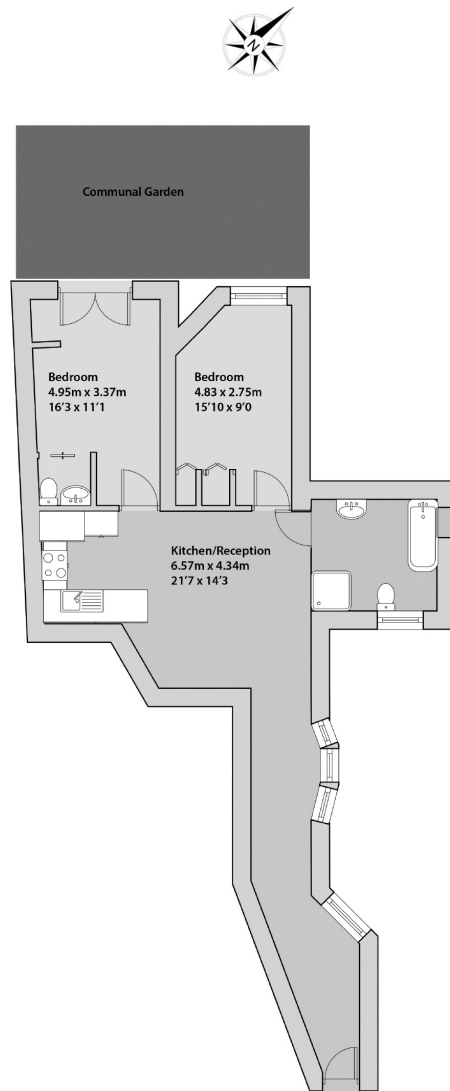 N
Communal Garden
Bedroom
4.95m x 3.37m
16'3 x 11'1
Bedroom
4.83 x 2.75m
15'10 x 9'0
Kitchen/Reception
6.57m x 4.34m
21'7 x 14'3